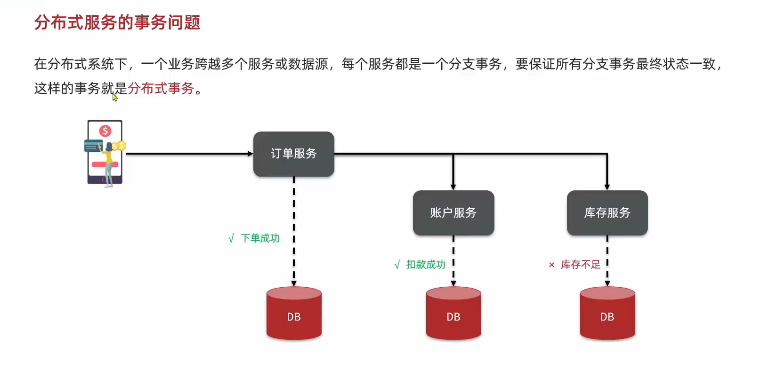 分布式服务的事务问题
在分布式系统下，一个业务跨越多个服务或数据源，每个服务都是一个分支事务，要保证所有分支事务最终状态一致，
这样的事务就是分布式事务。
$
$
订单服务
账户服务
库存服务
√ 下单成功
√ 扣款成功
× 库存不足
DB
DB
DB